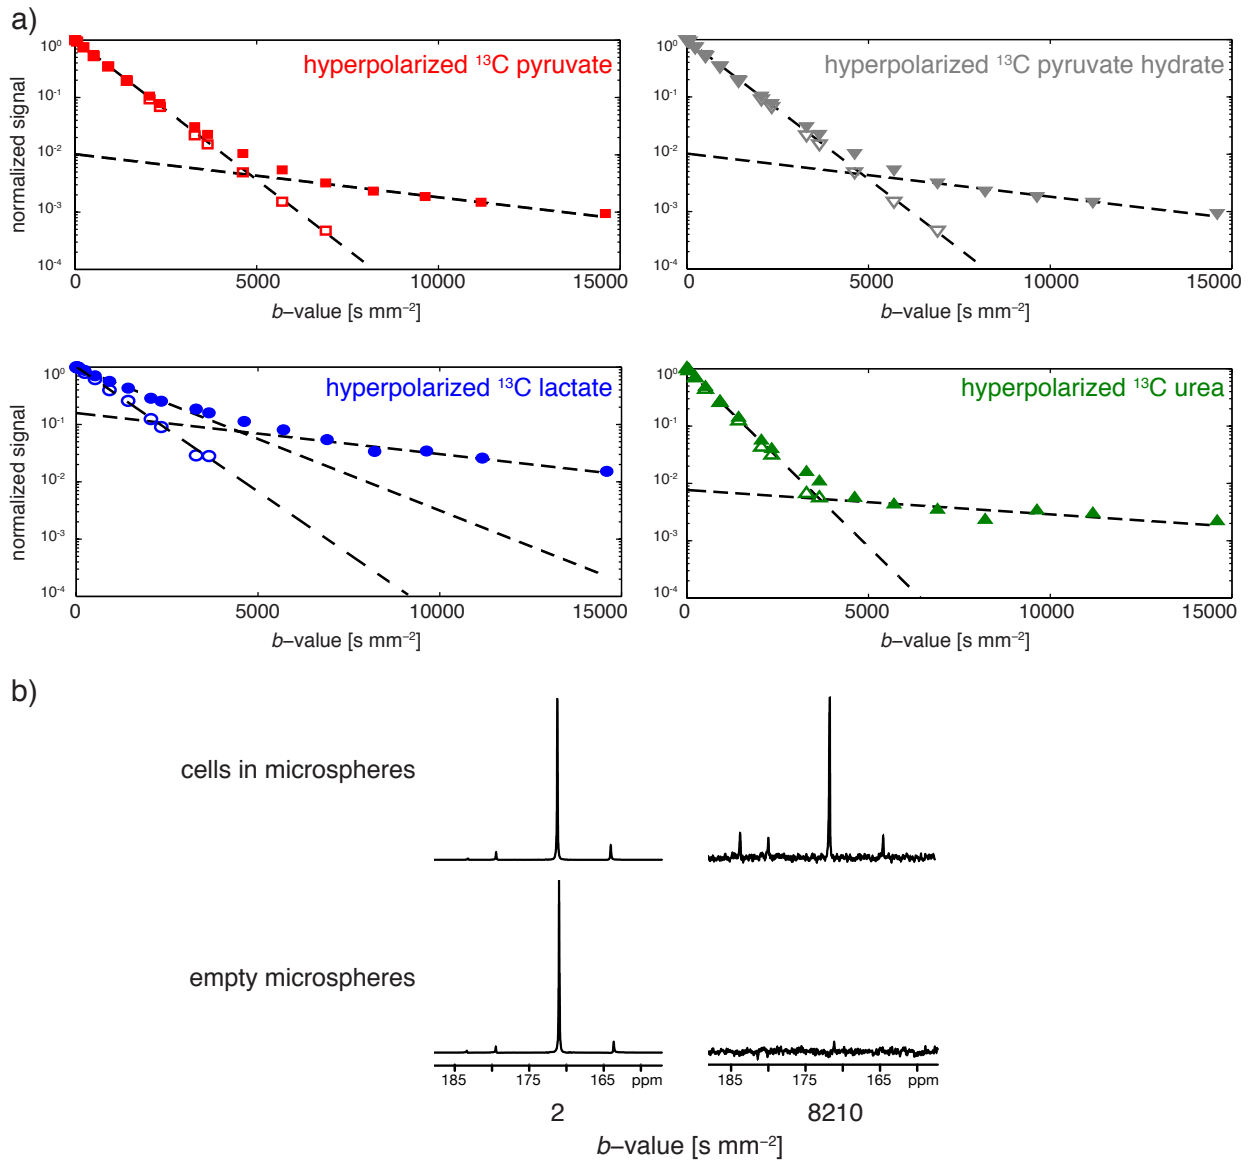 a)
hyperpolarized ¹³C pyruvate
normalized signal
10⁰
10⁻¹
10⁻²
10⁻³
10⁻⁴
0 5000 10000 15000
b–value [s mm⁻²]
hyperpolarized ¹³C pyruvate hydrate
10⁰
10⁻¹
10⁻²
10⁻³
10⁻⁴
0 5000 10000 15000
b–value [s mm⁻²]
hyperpolarized ¹³C lactate
normalized signal
10⁰
10⁻¹
10⁻²
10⁻³
10⁻⁴
0 5000 10000 15000
b–value [s mm⁻²]
hyperpolarized ¹³C urea
10⁰
10⁻¹
10⁻²
10⁻³
10⁻⁴
0 5000 10000 15000
b–value [s mm⁻²]
b)
cells in microspheres
empty microspheres
185 175 165 ppm
185 175 165 ppm
2 8210
b–value [s mm⁻²]